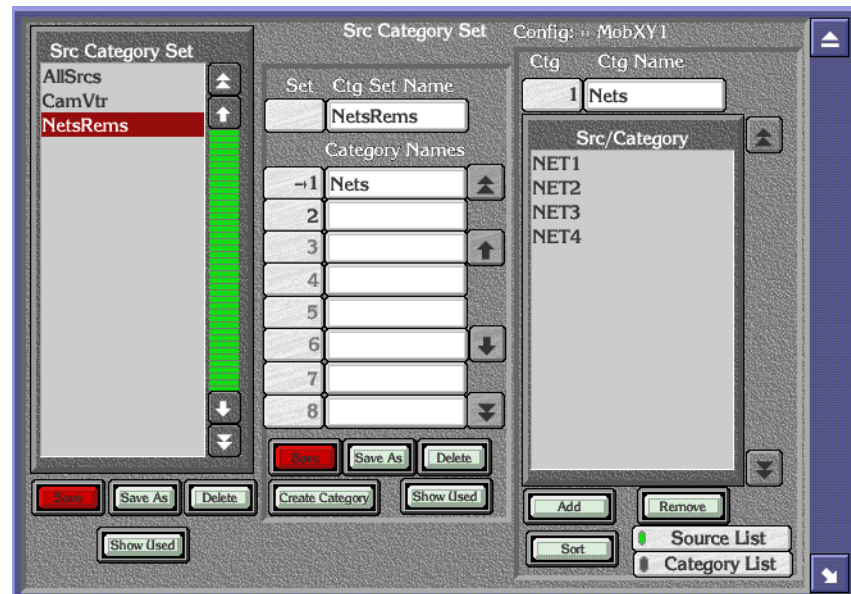 Src Category Set
Config: :: MobXY1
Src Category Set
AllSrcs
CamVtr
NetsRems
Save
Save As
Delete
Show Used
Set
Ctg Set Name
NetsRems
Category Names
→1
Nets
2
3
4
5
6
7
8
Save
Save As
Delete
Create Category
Show Used
Ctg
Ctg Name
1
Nets
Src/Category
NET1
NET2
NET3
NET4
Add
Remove
Sort
Source List
Category List